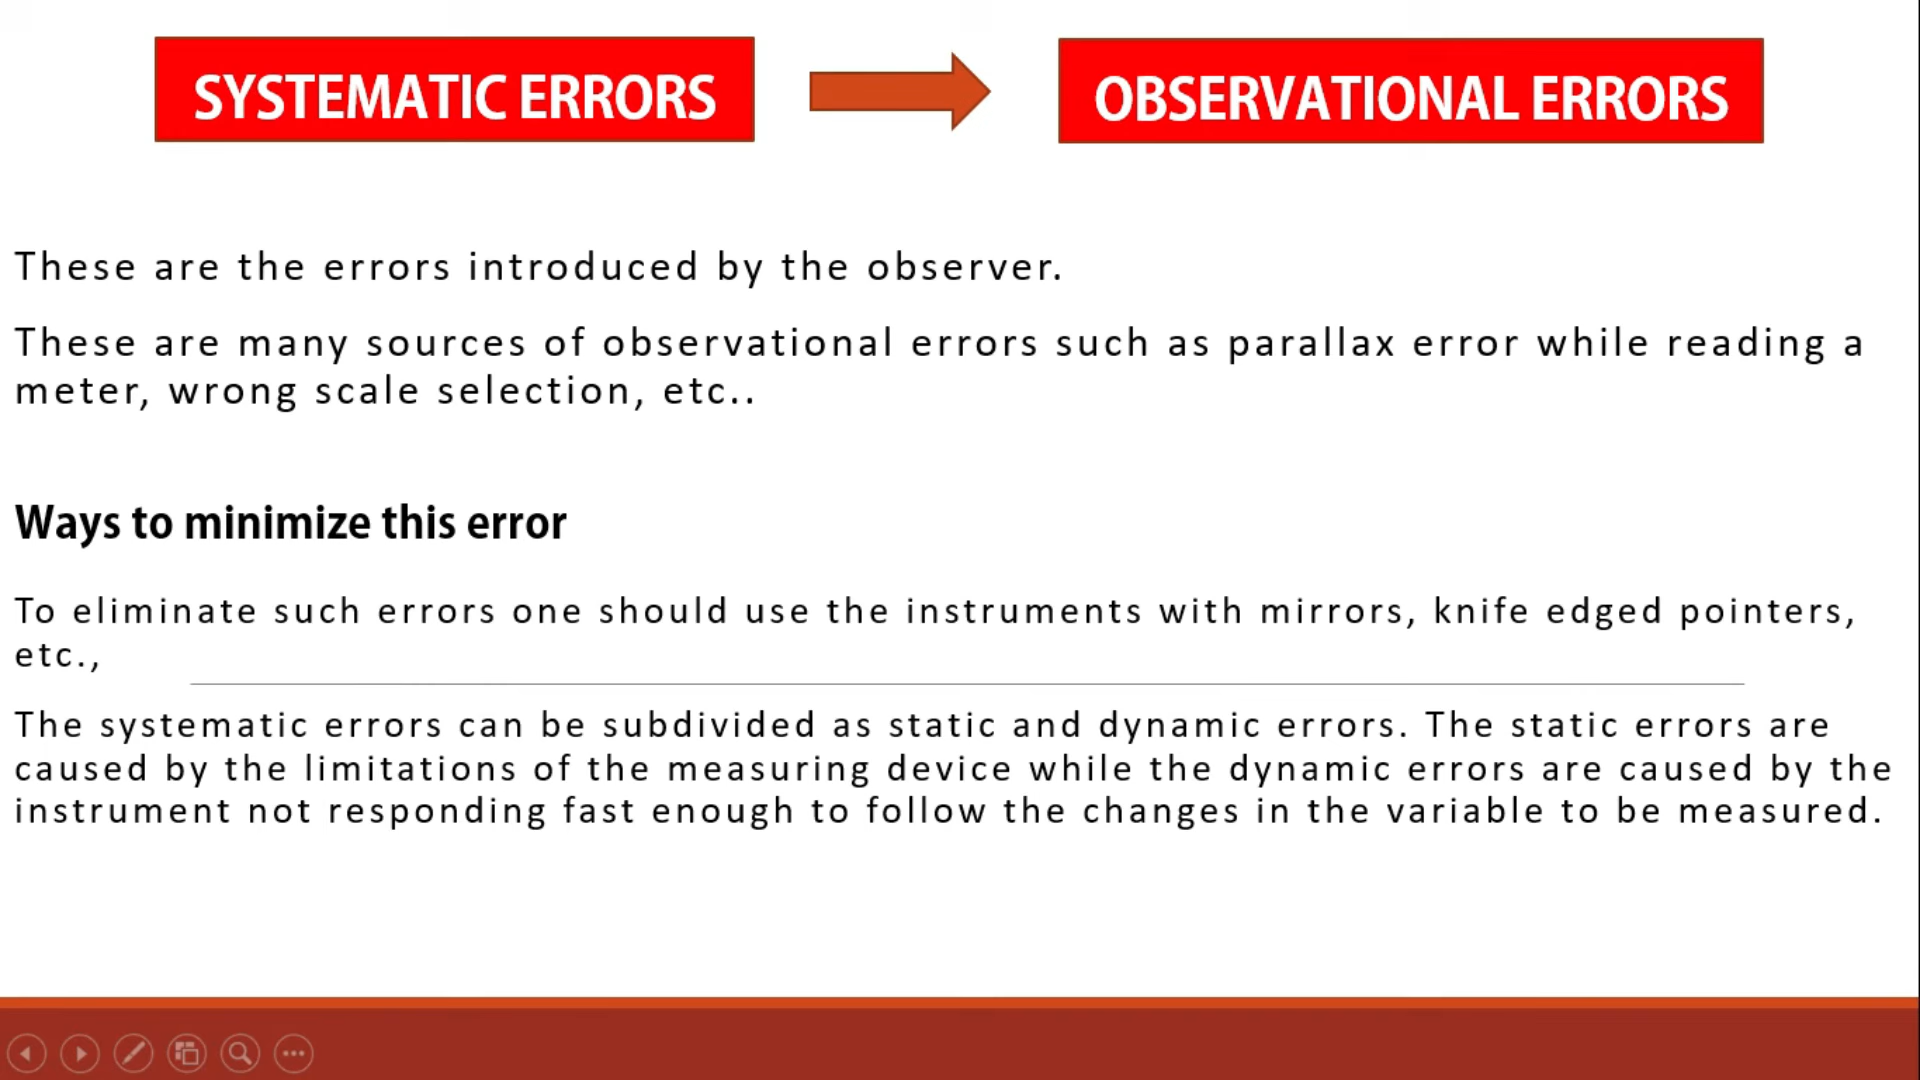 SYSTEMATIC ERRORS
OBSERVATIONAL ERRORS
These are the errors introduced by the observer.
These are many sources of observational errors such as parallax error while reading a
meter, wrong scale selection, etc..
Ways to minimize this error
To eliminate such errors one should use the instruments with mirrors, knife edged pointers,
etc.,
The systematic errors can be subdivided as static and dynamic errors. The static errors are
caused by the limitations of the measuring device while the dynamic errors are caused by the
instrument not responding fast enough to follow the changes in the variable to be measured.